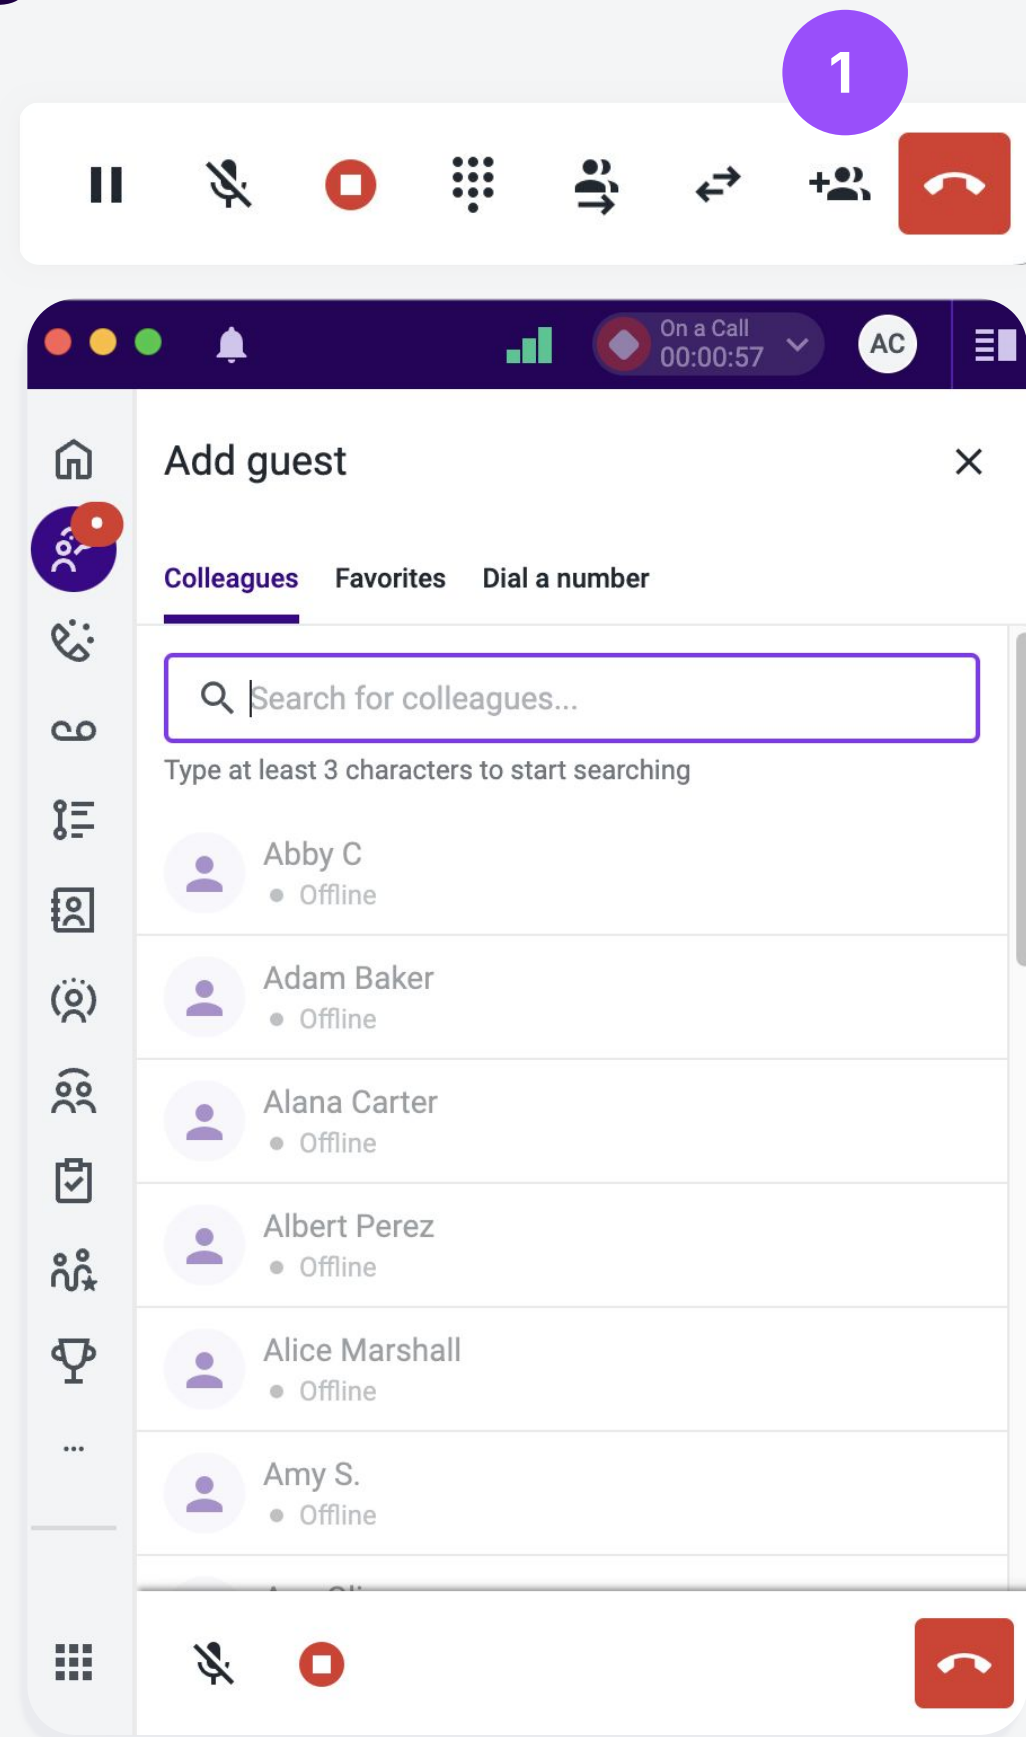 1
On a Call
00:00:57
AC
Add guest
Colleagues Favorites Dial a number
Search for colleagues...
Type at least 3 characters to start searching
Abby C
Offline
Adam Baker
Offline
Alana Carter
Offline
Albert Perez
Offline
Alice Marshall
Offline
Amy S.
Offline